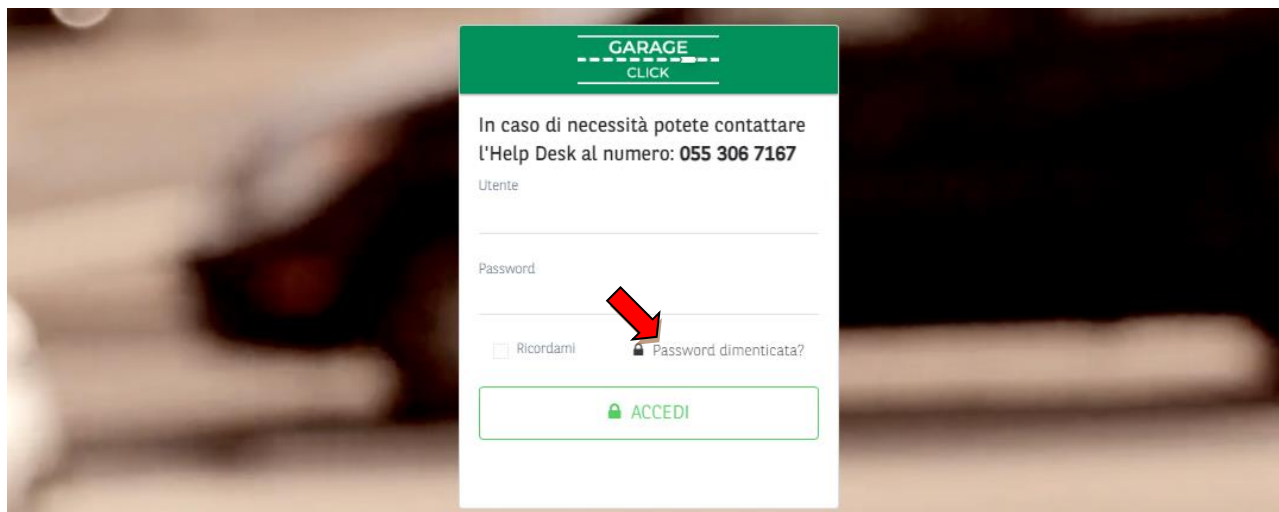 GARAGE
CLICK
In caso di necessità potete contattare
l'Help Desk al numero: 055 306 7167
Utente
Password
Ricordami
Password dimenticata?
ACCEDI